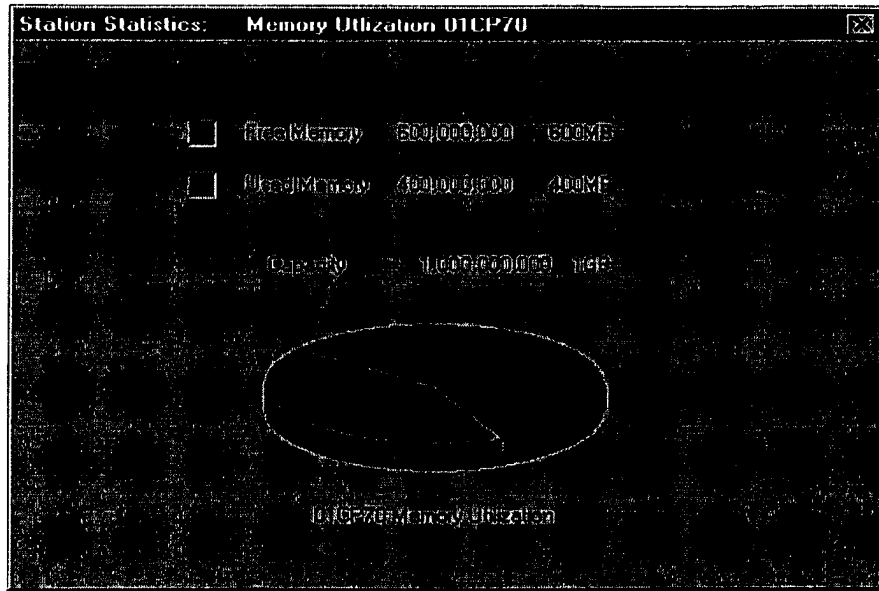 Station Statistics: Memory Utlization 01CP70
Free Memory 600,000,000 600MB
Used Memory 400,000,000 400MB
Capacity 1,000,000,000 1GB
01CP70 Memory Utilization